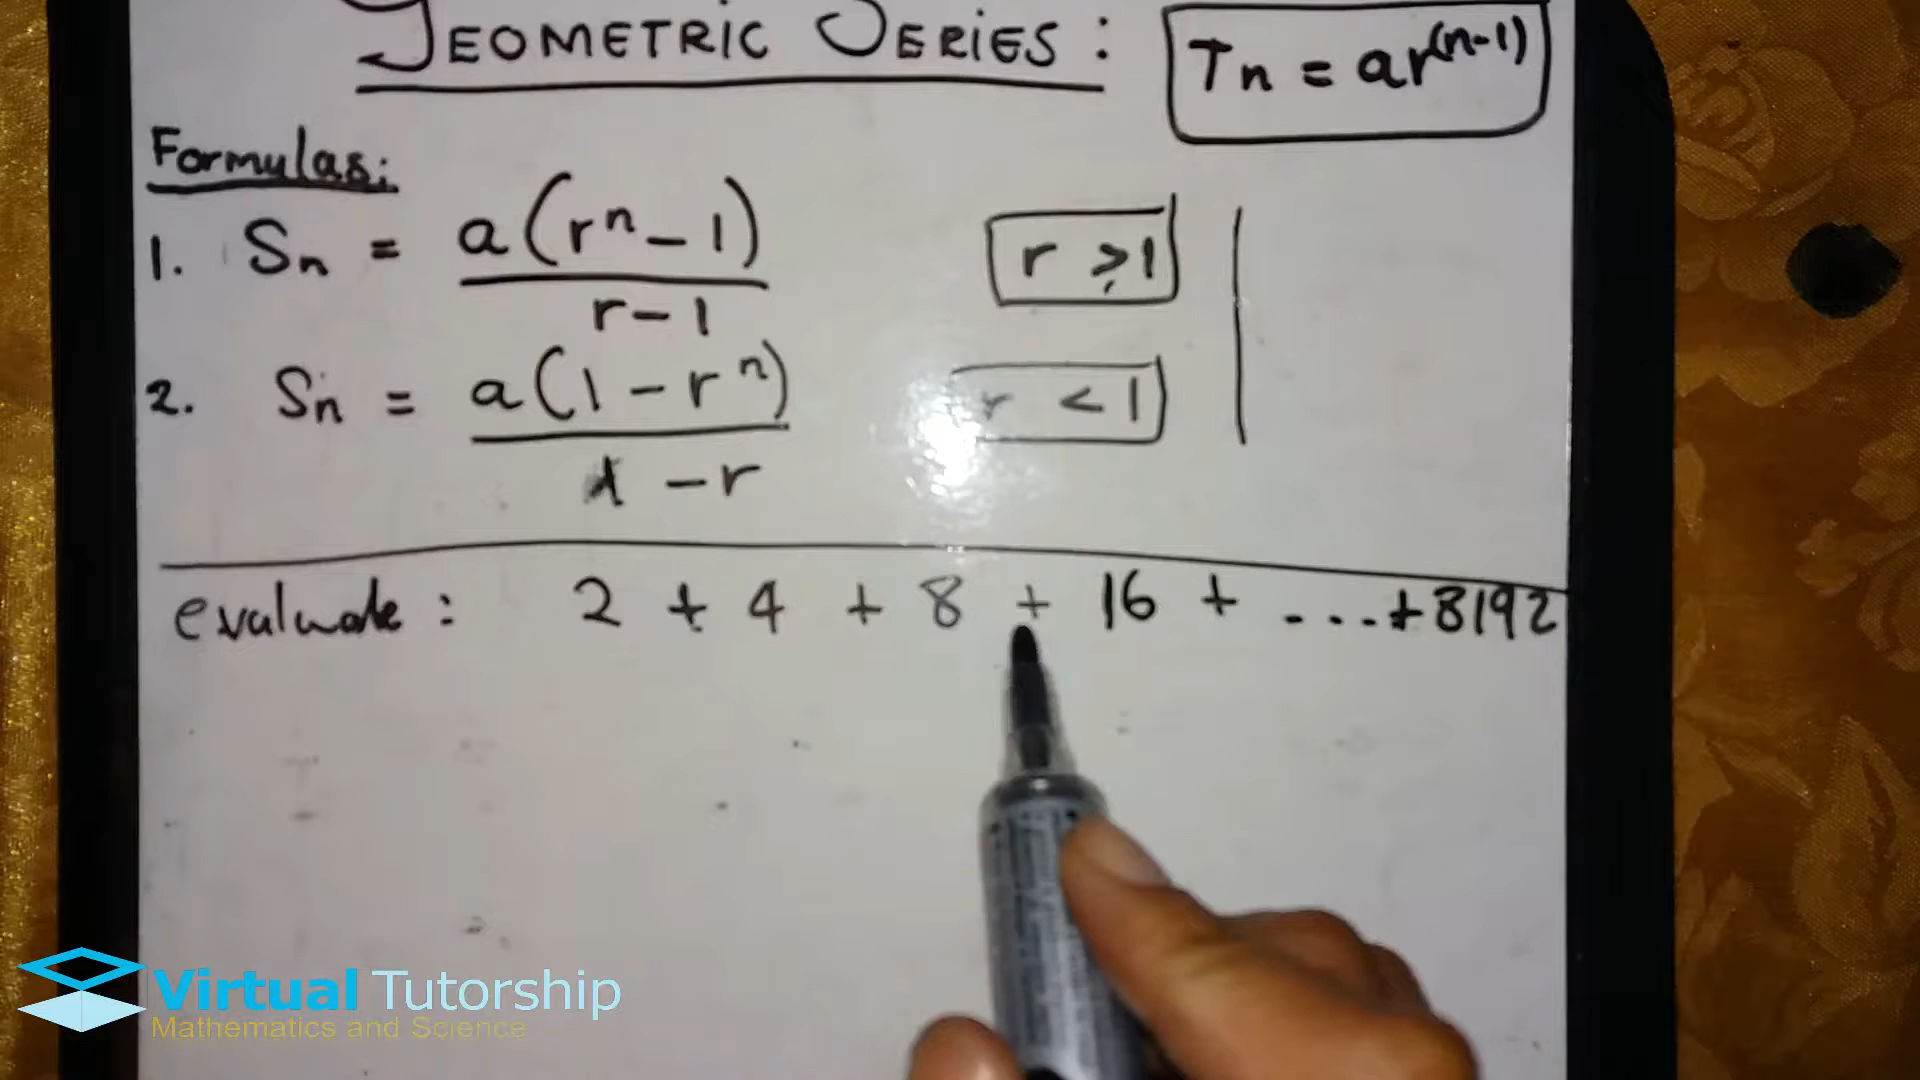 GEOMETRIC SERIES :
Tn = ar^(n-1)
Formulas:
1. Sn = a(r^n - 1) / r - 1
r ⩾ 1
2. Sn = a(1 - r^n) / 1 - r
r < 1
evaluate : 2 + 4 + 8 + 16 + ....+ 8192
Virtual Tutorship
Mathematics and Science